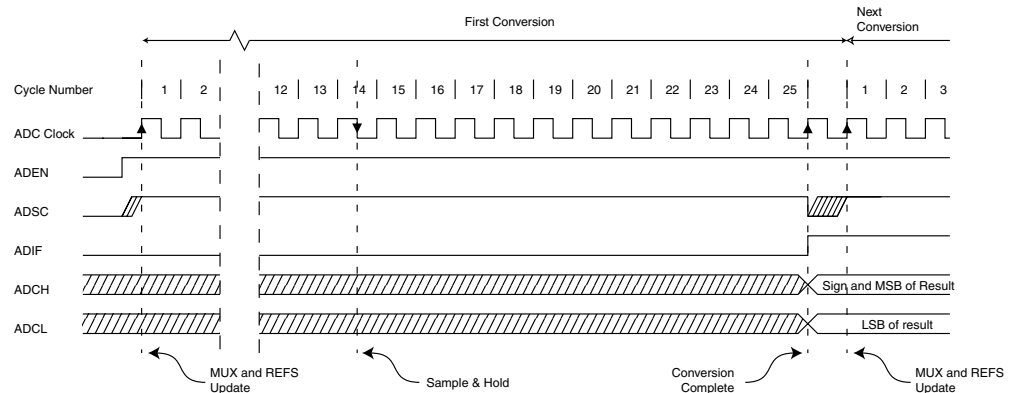 First Conversion
Next
Conversion
Cycle Number 1 2 12 13 14 15 16 17 18 19 20 21 22 23 24 25 1 2 3
ADC Clock
ADEN
ADSC
ADIF
ADCH Sign and MSB of Result
ADCL LSB of result
MUX and REFS
Update
Sample & Hold
Conversion
Complete
MUX and REFS
Update